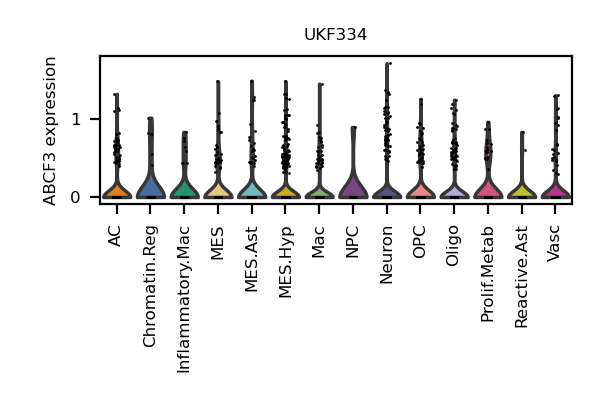 UKF334
ABCF3 expression
1
0
AC
Chromatin.Reg
Inflammatory.Mac
MES
MES.Ast
MES.Hyp
Mac
NPC
Neuron
OPC
Oligo
Prolif.Metab
Reactive.Ast
Vasc